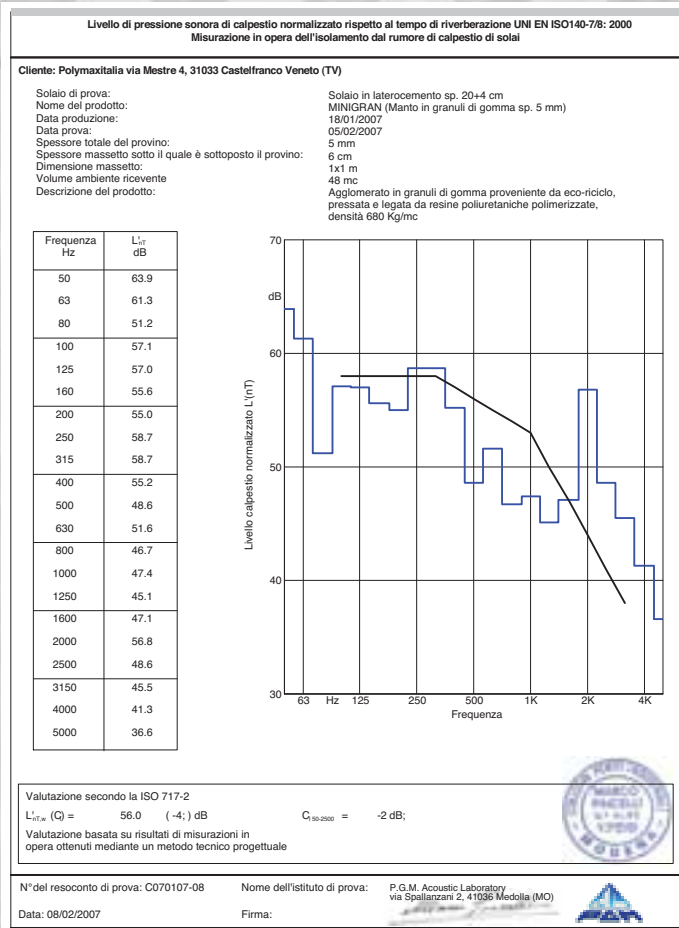 Livello di pressione sonora di calpestio normalizzato rispetto al tempo di riverberazione UNI EN ISO140-7/8: 2000
Misurazione in opera dell'isolamento dal rumore di calpestio di solai
Cliente: Polymaxitalia via Mestre 4, 31033 Castelfranco Veneto (TV)
Solaio di prova: Solaio in laterocemento sp. 20+4 cm
Nome del prodotto: MINIGRAN (Manto in granuli di gomma sp. 5 mm)
Data produzione: 18/01/2007
Data prova: 05/02/2007
Spessore totale del provino: 5 mm
Spessore massetto sotto il quale è sottoposto il provino: 6 cm
Dimensione massetto: 1x1 m
Volume ambiente ricevente 48 mc
Descrizione del prodotto: Agglomerato in granuli di gomma proveniente da eco-riciclo,
pressata e legata da resine poliuretaniche polimerizzate,
densità 680 Kg/mc
Frequenza L'nT
Hz dB
50 63.9
63 61.3
80 51.2
100 57.1
125 57.0
160 55.6
200 55.0
250 58.7
315 58.7
400 55.2
500 48.6
630 51.6
800 46.7
1000 47.4
1250 45.1
1600 47.1
2000 56.8
2500 48.6
3150 45.5
4000 41.3
5000 36.6
70
dB
60
50
40
30
Livello calpestio normalizzato L'(nT)
63 Hz 125 250 500 1K 2K 4K
Frequenza
Valutazione secondo la ISO 717-2
L'nT,w (CI) = 56.0 ( -4; ) dB CI 50-2500 = -2 dB;
Valutazione basata su risultati di misurazioni in
opera ottenuti mediante un metodo tecnico progettuale
MARCO
MODENA
N°del resoconto di prova: C070107-08 Nome dell'istituto di prova: P.G.M. Acoustic Laboratory
via Spallanzani 2, 41036 Medolla (MO)
Data: 08/02/2007 Firma: